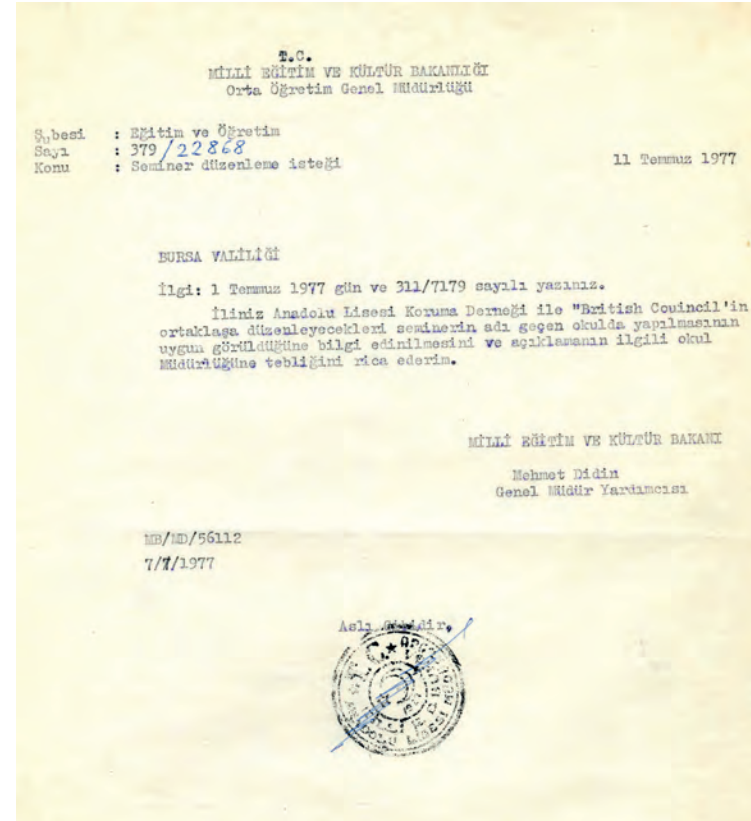 T.C.
MİLLİ EĞİTİM VE KÜLTÜR BAKANLIĞI
Orta Öğretim Genel Müdürlüğü
Şubesi : Eğitim ve Öğretim
Sayı : 379/22868
Konu : Seminer düzenleme isteği 11 Temmuz 1977
BURSA VALİLİĞİ
İlgi: 1 Temmuz 1977 gün ve 311/7179 sayılı yazınız.
İliniz Anadolu Lisesi Koruma Derneği ile "British Couincil'in
ortaklaşa düzenleyecekleri seminerin adı geçen okulda yapılmasının
uygun görüldüğüne bilgi edinilmesini ve açıklamanın ilgili okul
Müdürlüğüne tebliğini rica ederim.
MİLLİ EĞİTİM VE KÜLTÜR BAKANI
Mehmet Didin
Genel Müdür Yardımcısı
MB/MD/56112
7/7/1977
Aslı Gibidir.
T.C.